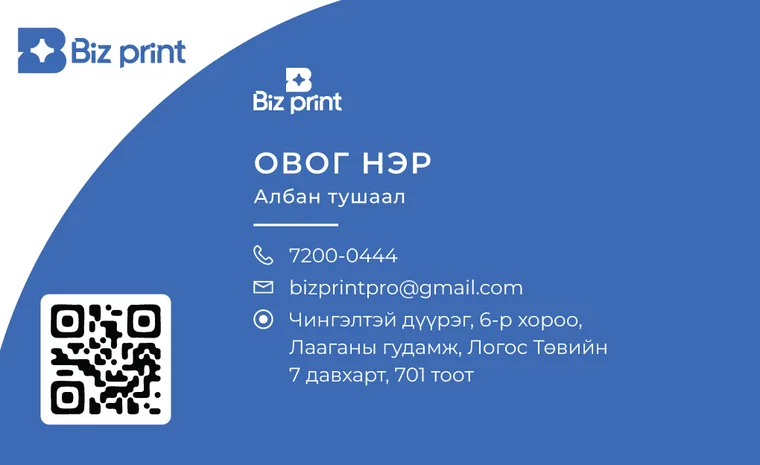 Biz print
Biz print
ОВОГ НЭР
Албан тушаал
7200-0444
bizprintpro@gmail.com
Чингэлтэй дүүрэг, 6-р хороо,
Лааганы гудамж, Логос Төвийн
7 давхарт, 701 тоот